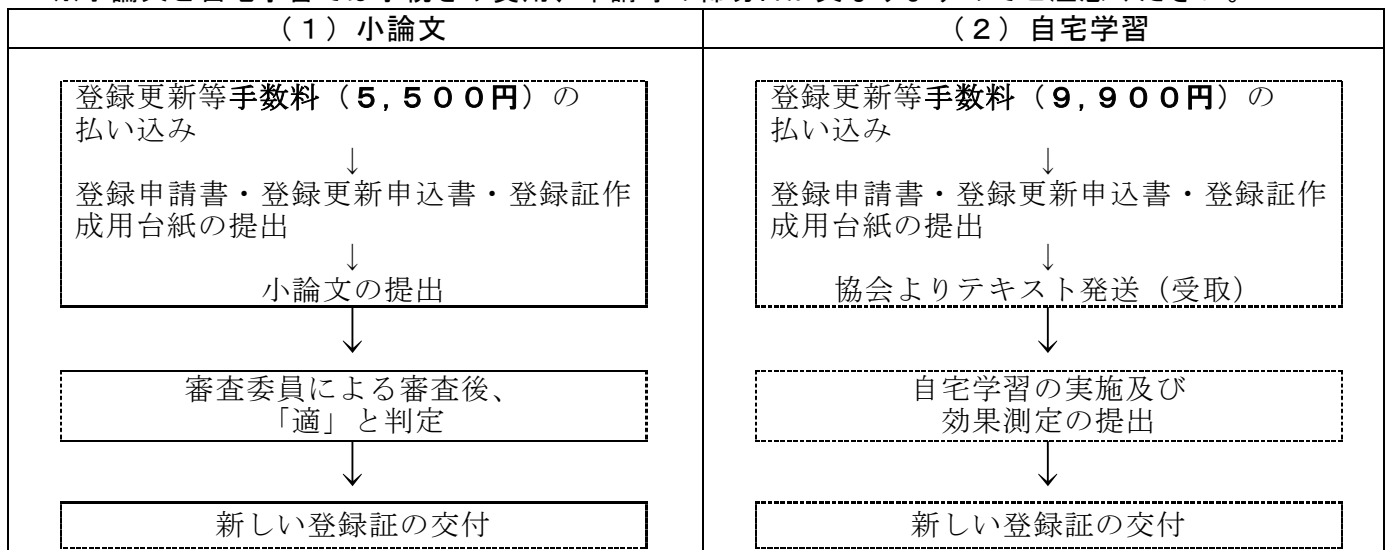 （１）小論文
登録更新等手数料（５，５００円）の
払い込み
↓
登録申請書・登録更新申込書・登録証作
成用台紙の提出
↓
小論文の提出
↓
審査委員による審査後、
「適」と判定
↓
新しい登録証の交付
（２）自宅学習
登録更新等手数料（９，９００円）の
払い込み
↓
登録申請書・登録更新申込書・登録証作
成用台紙の提出
↓
協会よりテキスト発送（受取）
↓
自宅学習の実施及び
効果測定の提出
↓
新しい登録証の交付